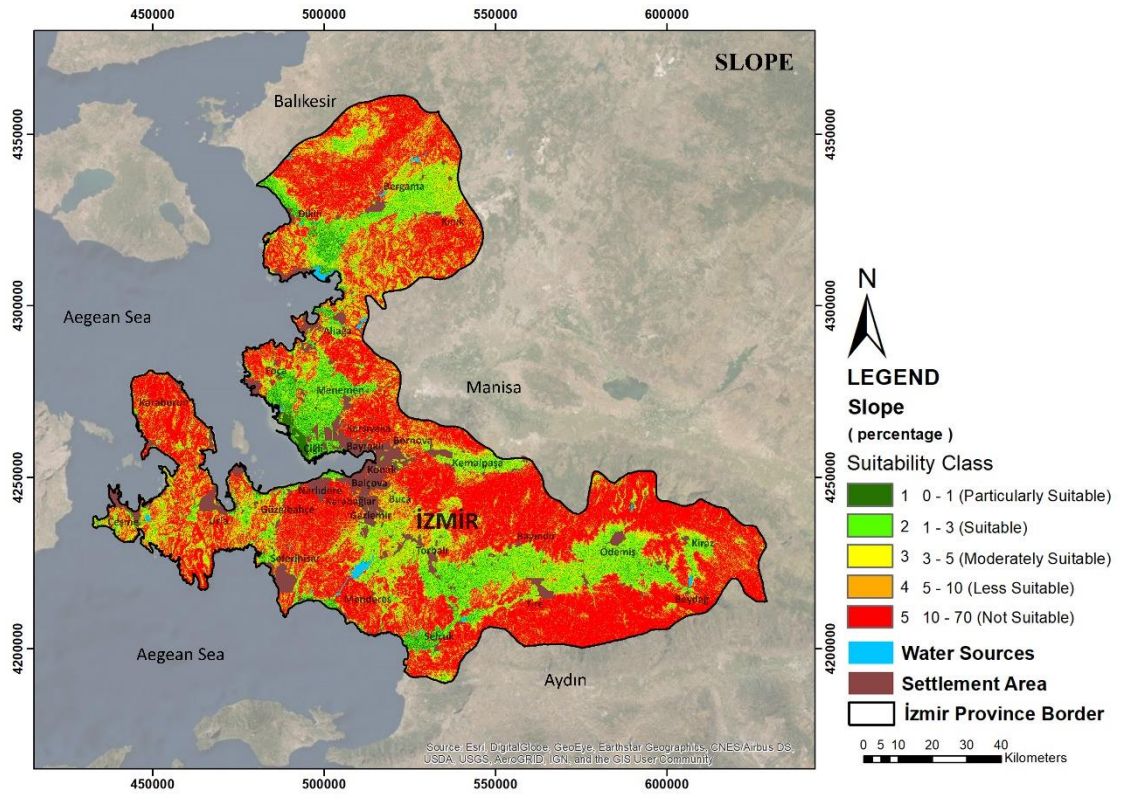 450000 500000 550000 600000
SLOPE
Balıkesir
4350000
4350000
Bergama
Dikili
Kınık
4300000
4300000
Aegean Sea
Aliağa
Foça
Manisa
Menemen
Karaburun
Karşıyaka
Çiğli
Bayraklı
Bornova
Konak
Kemalpaşa
4250000
4250000
Balçova
Narlıdere
Karabağlar
Buca
Güzelbahçe
Gaziemir
Çeşme
Urla
İZMİR
Bayındır
Torbalı
Ödemiş
Kiraz
Seferihisar
Menderes
Tire
Beydağ
Selçuk
4200000
4200000
Aegean Sea
Aydın
Source: Esri, DigitalGlobe, GeoEye, Earthstar Geographics, CNES/Airbus DS,
USDA, USGS, AeroGRID, IGN, and the GIS User Community
450000 500000 550000 600000
N
LEGEND
Slope
( percentage )
Suitability Class
1 0 - 1 (Particularly Suitable)
2 1 - 3 (Suitable)
3 3 - 5 (Moderately Suitable)
4 5 - 10 (Less Suitable)
5 10 - 70 (Not Suitable)
Water Sources
Settlement Area
İzmir Province Border
0 5 10 20 30 40
Kilometers